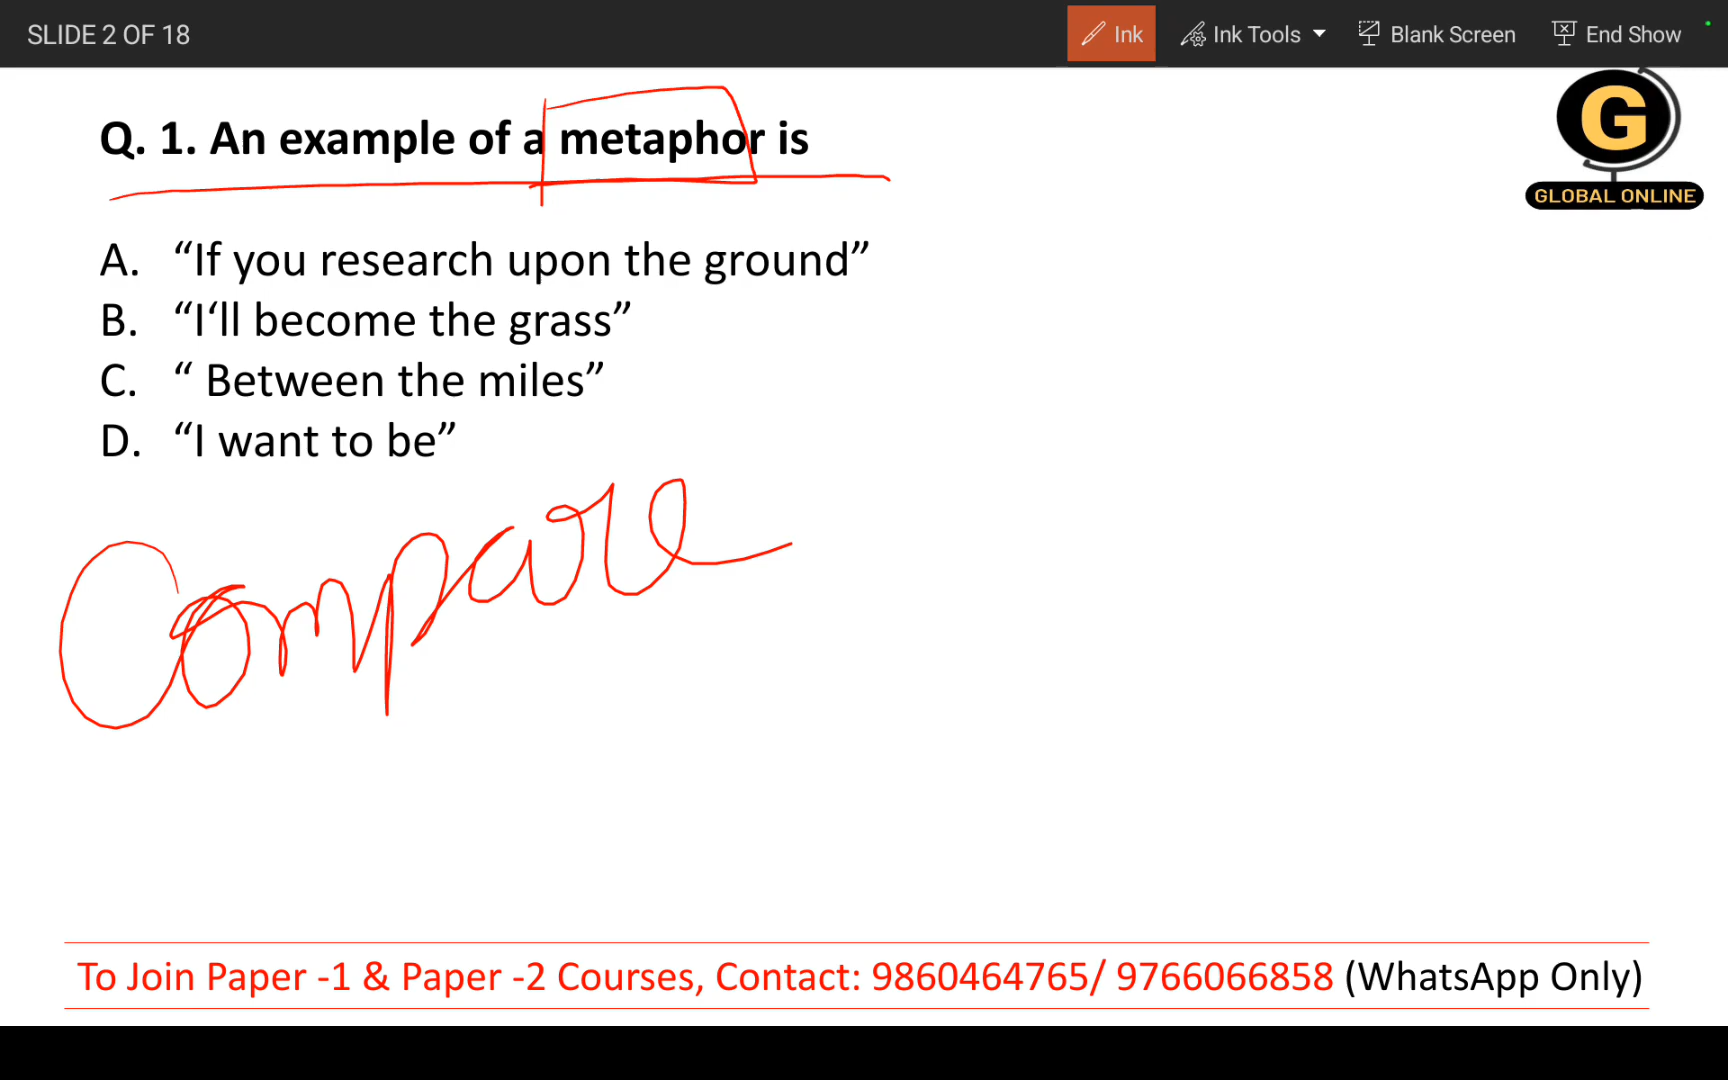 SLIDE 2 OF 18 Ink Ink Tools Blank Screen End Show
G
GLOBAL ONLINE
Q. 1. An example of a metaphor is
A. “If you research upon the ground”
B. “I‘ll become the grass”
C. “ Between the miles”
D. “I want to be”
Compare
To Join Paper -1 & Paper -2 Courses, Contact: 9860464765/ 9766066858 (WhatsApp Only)